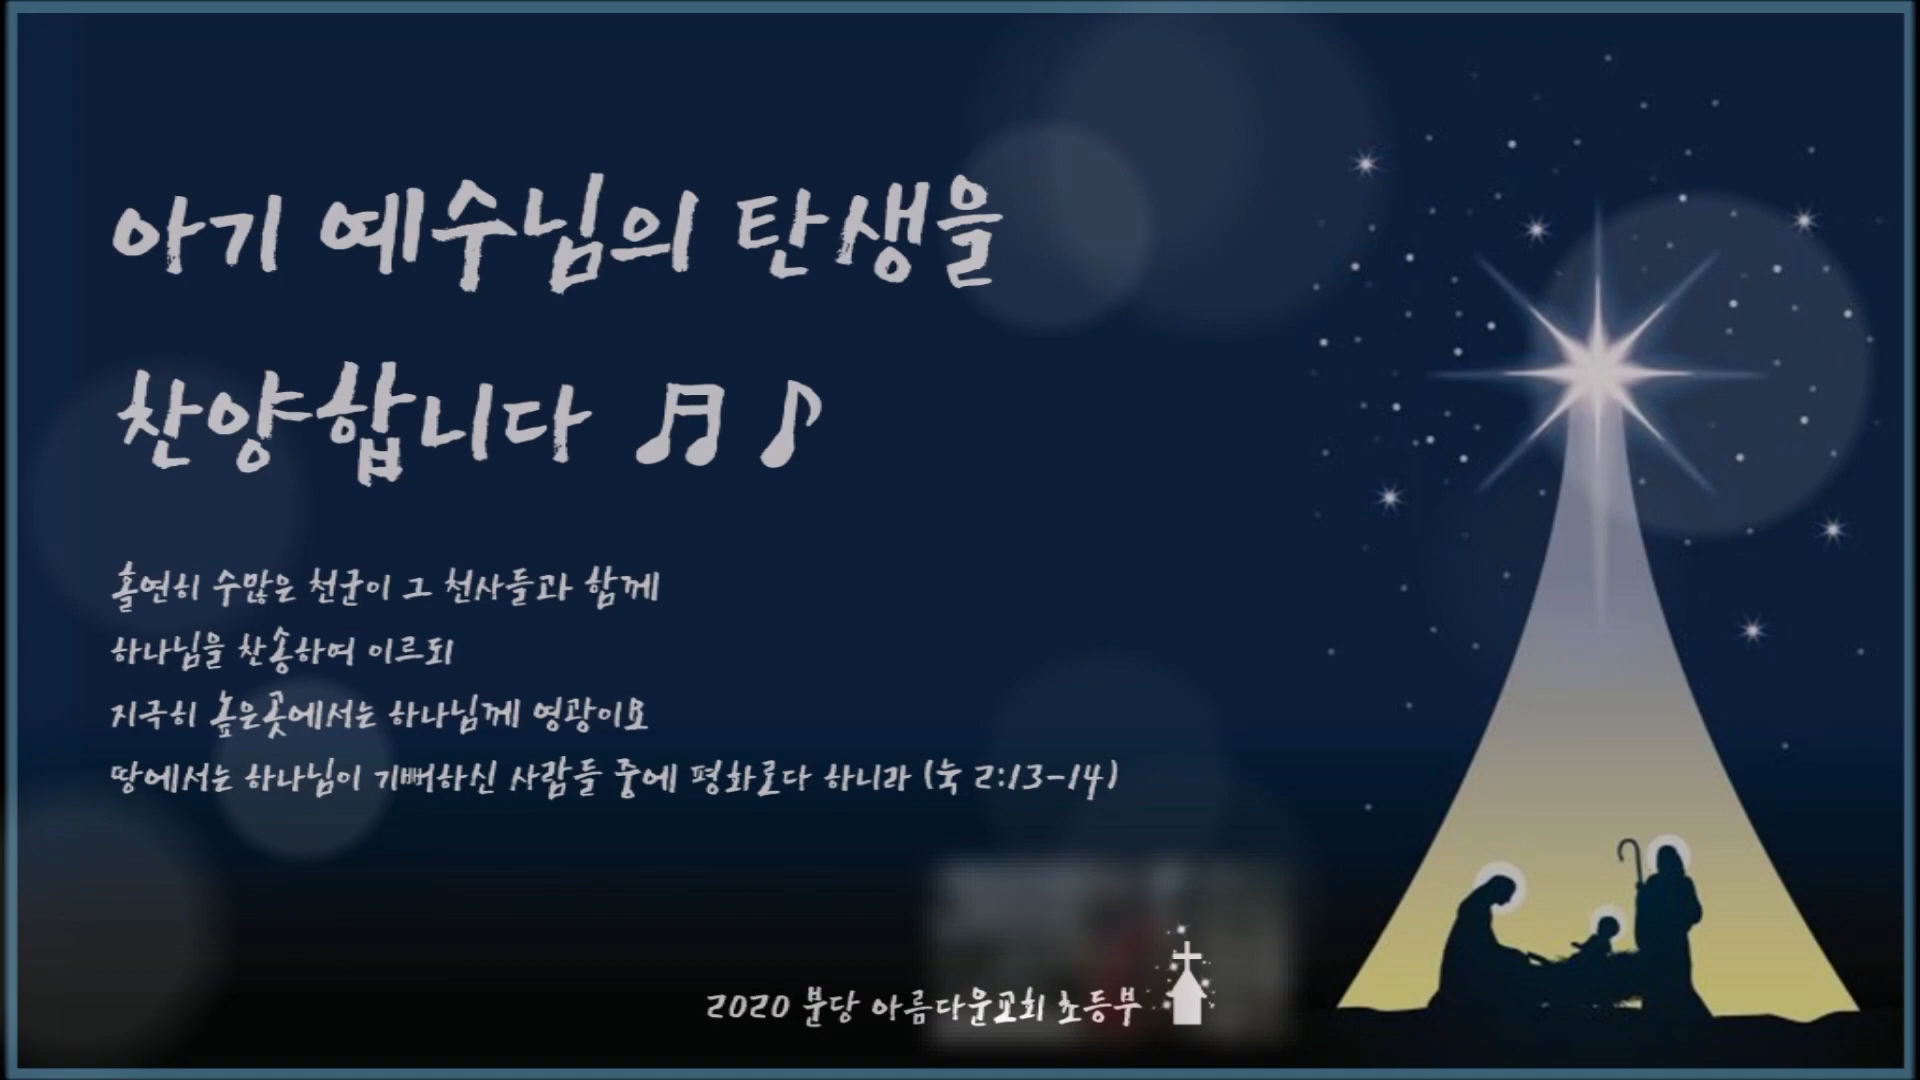 아기 예수님의 탄생을
찬양합니다 ♬ ♪
홀연히 수많은 천군이 그 천사들과 함께
하나님을 찬송하여 이르되
지극히 높은곳에서는 하나님께 영광이요
땅에서는 하나님이 기뻐하신 사람들 중에 평화로다 하니라 (눅 2:13-14)
2020 분당 아름다운교회 초등부